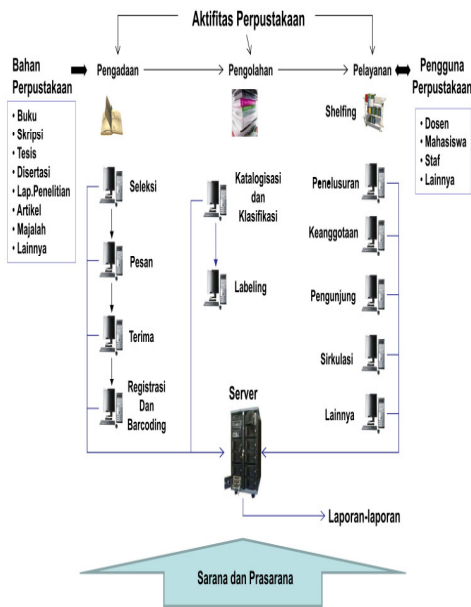 Aktifitas Perpustakaan
Bahan
Perpustakaan
Pengadaan
Pengolahan
Pelayanan
Pengguna
Perpustakaan
• Buku
• Skripsi
• Tesis
• Disertasi
• Lap.Penelitian
• Artikel
• Majalah
• Lainnya
Seleksi
Pesan
Terima
Registrasi
Dan
Barcoding
Katalogisasi
dan
Klasifikasi
Labeling
Shelfing
Penelusuran
Keanggotaan
Pengunjung
Sirkulasi
Lainnya
• Dosen
• Mahasiswa
• Staf
• Lainnya
Server
Laporan-laporan
Sarana dan Prasarana